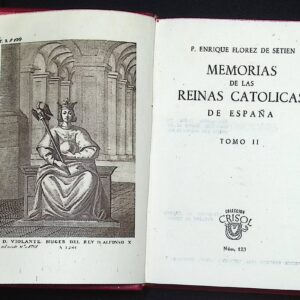 D. VIOLANTE. MUGER DEL REY D. ALFONSO X
P. ENRIQUE FLOREZ DE SETIEN
MEMORIAS
DE LAS
REINAS CATOLICAS
DE ESPAÑA
TOMO II
COLECCION
CRISOL
Núm. 123